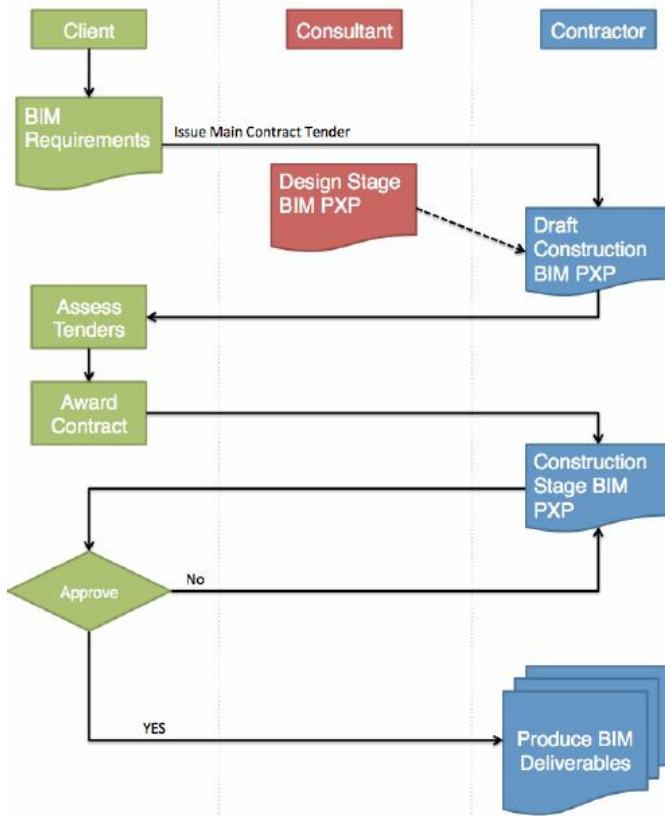 Client
Consultant
Contractor
BIM
Requirements
Issue Main Contract Tender
Design Stage
BIM PXP
Draft
Construction
BIM PXP
Assess
Tenders
Award
Contract
Construction
Stage BIM
PXP
Approve
No
YES
Produce BIM
Deliverables